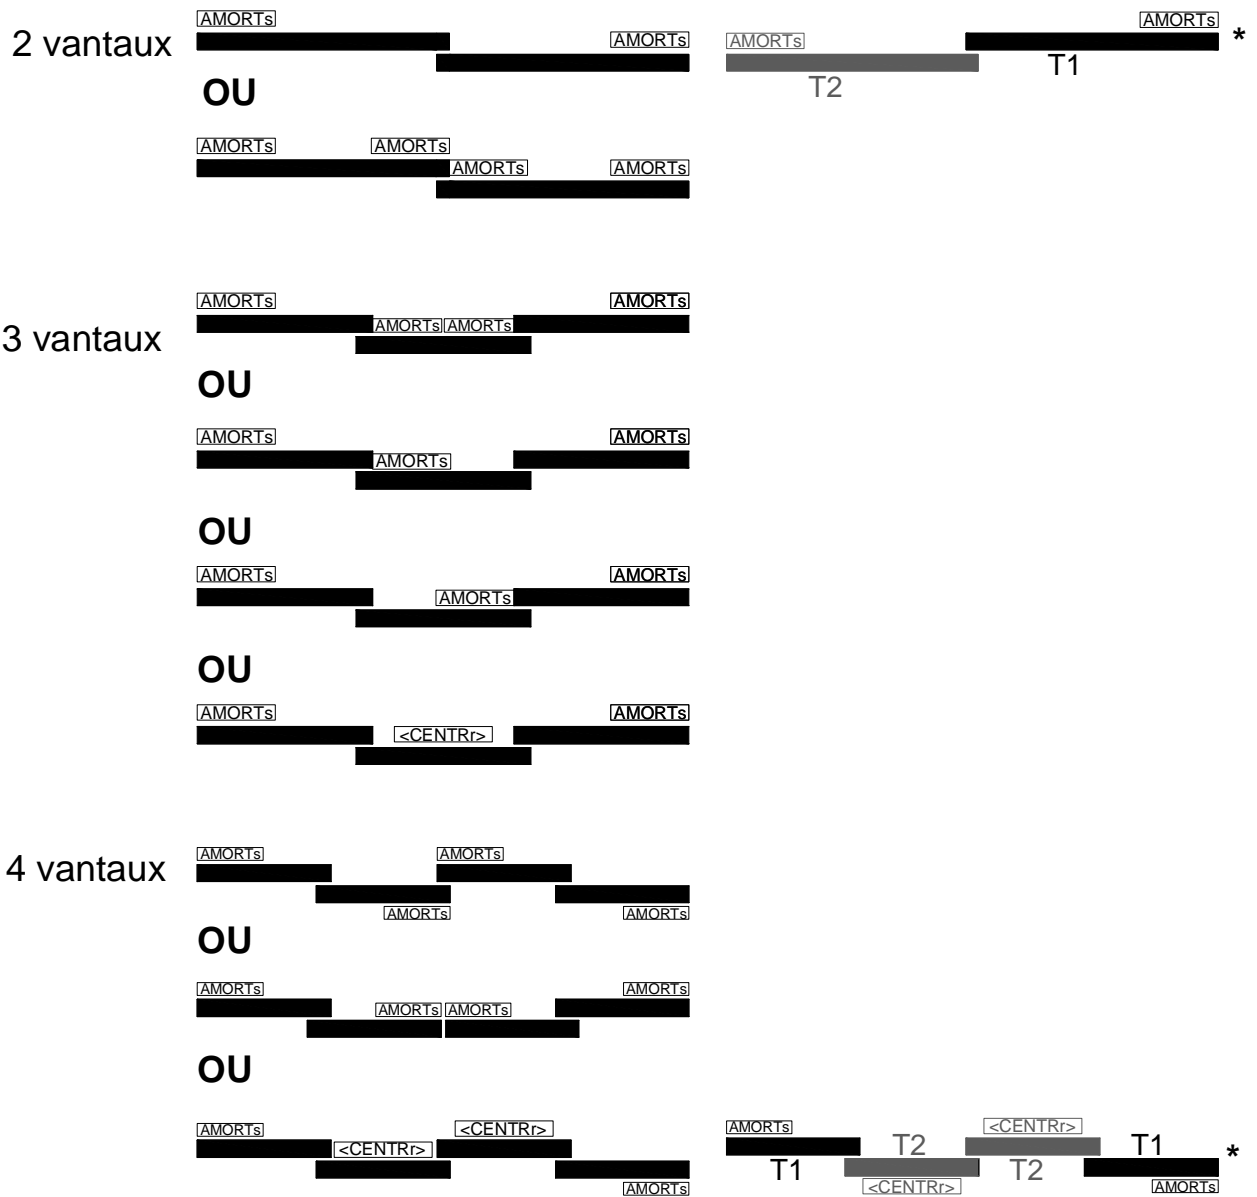 AMORTs AMORTs
2 vantaux AMORTs AMORTs *
T2 T1
OU
AMORTs AMORTs
AMORTs AMORTs
AMORTs AMORTs
3 vantaux AMORTs AMORTs
OU
AMORTs AMORTs
AMORTs
OU
AMORTs AMORTs
AMORTs
OU
AMORTs AMORTs
<CENTRr>
4 vantaux AMORTs AMORTs
AMORTs AMORTs
OU
AMORTs AMORTs
AMORTs AMORTs
OU
AMORTs <CENTRr> AMORTs <CENTRr>
<CENTRr> T2 T1 *
T1 T2
AMORTs <CENTRr> AMORTs